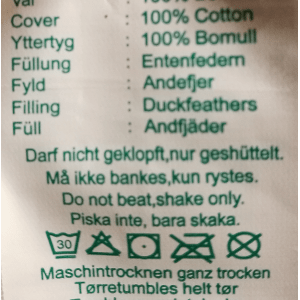 Cover : 100% Cotton
Yttertyg : 100% Bomull
Füllung : Entenfedern
Fyld : Andefjer
Filling : Duckfeathers
Füll : Andfjäder
Darf nicht geklopft,nur geshüttelt.
Må ikke bankes,kun rystes.
Do not beat,shake only.
Piska inte, bara skaka.
30
Maschintrocknen ganz trocken
Tørretumbles helt tør